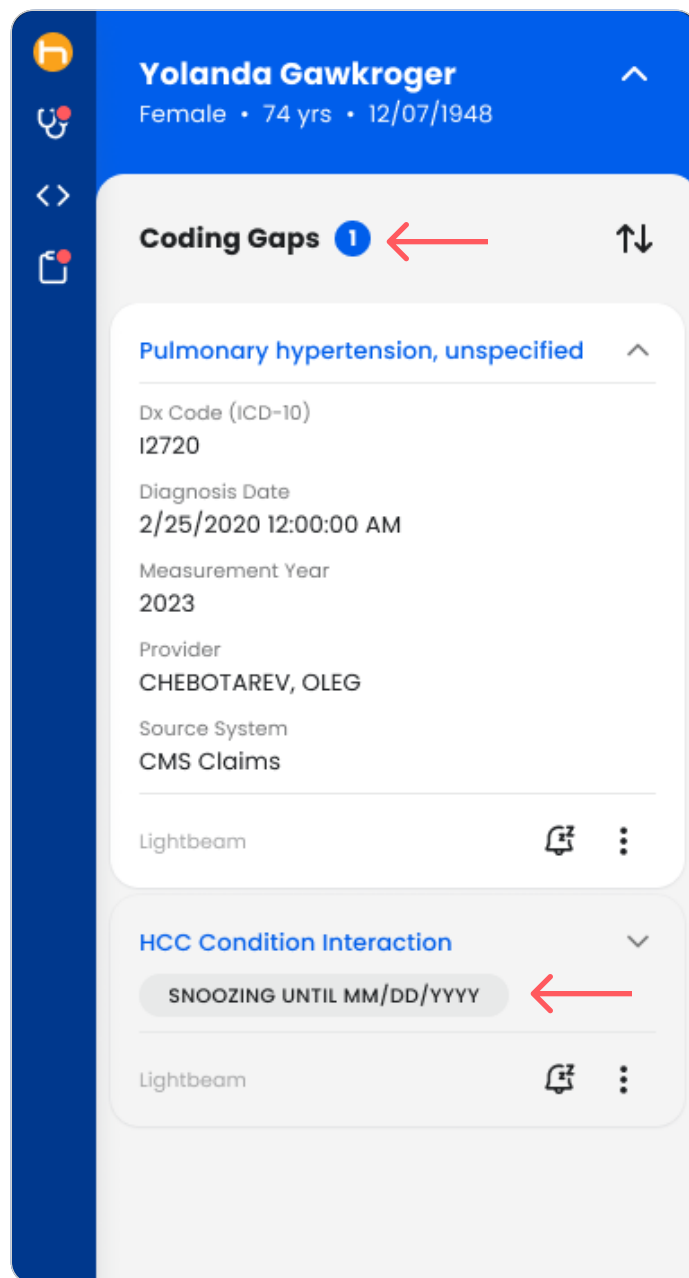 Yolanda Gawkroger
Female • 74 yrs • 12/07/1948
Coding Gaps 1
Pulmonary hypertension, unspecified
Dx Code (ICD-10)
I2720
Diagnosis Date
2/25/2020 12:00:00 AM
Measurement Year
2023
Provider
CHEBOTAREV, OLEG
Source System
CMS Claims
Lightbeam
HCC Condition Interaction
SNOOZING UNTIL MM/DD/YYYY
Lightbeam